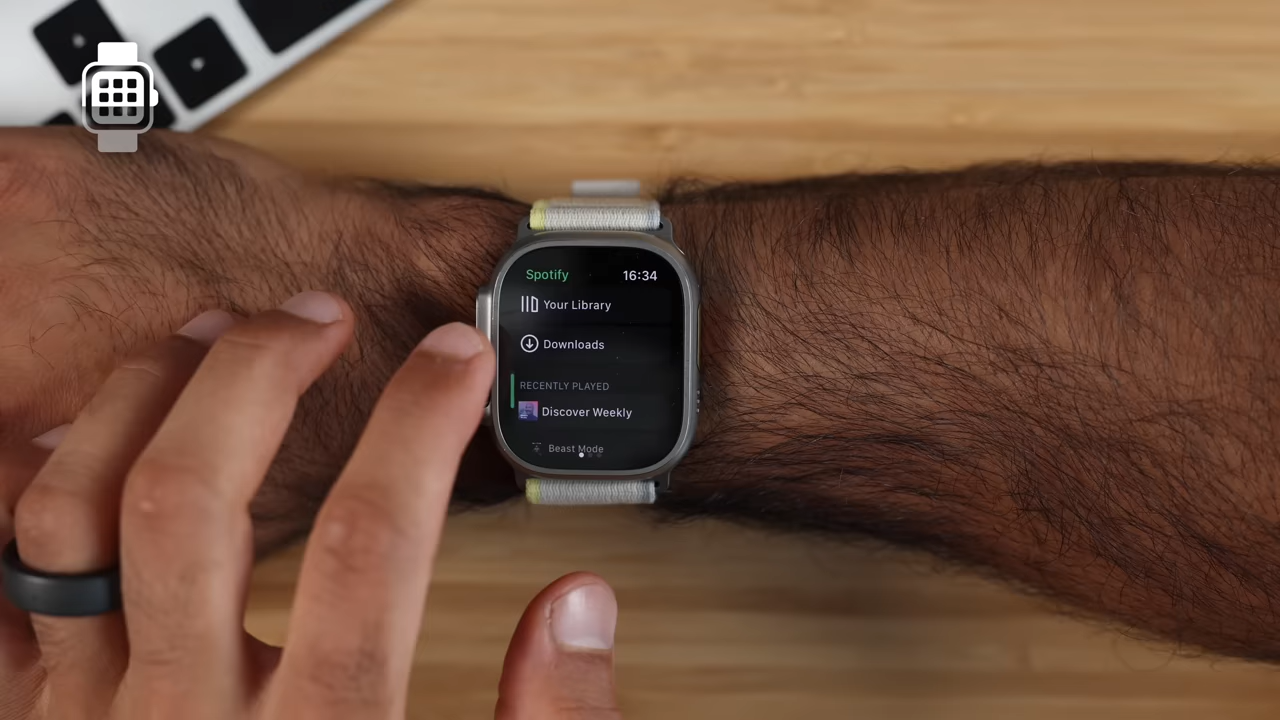 Spotify
16:34
Your Library
Downloads
RECENTLY PLAYED
Discover Weekly
Beast Mode